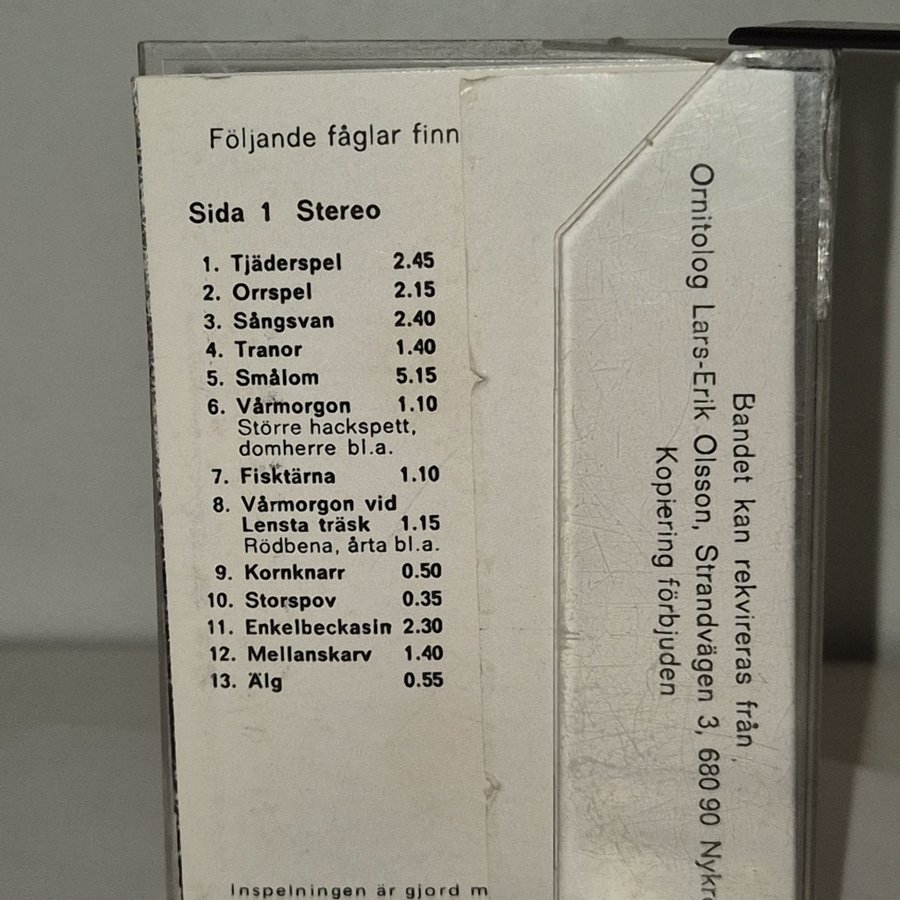 Följande fåglar finn
Sida 1 Stereo
1. Tjäderspel 2.45
2. Orrspel 2.15
3. Sångsvan 2.40
4. Tranor 1.40
5. Smålom 5.15
6. Vårmorgon 1.10
Större hackspett,
domherre bl.a.
7. Fisktärna 1.10
8. Vårmorgon vid
Lensta träsk 1.15
Rödbena, årta bl.a.
9. Kornknarr 0.50
10. Storspov 0.35
11. Enkelbeckasin 2.30
12. Mellanskarv 1.40
13. Älg 0.55
Inspelningen är gjord m
Bandet kan rekvireras från
Ornitolog Lars-Erik Olsson, Strandvägen 3, 680 90 Nykr
Kopiering förbjuden